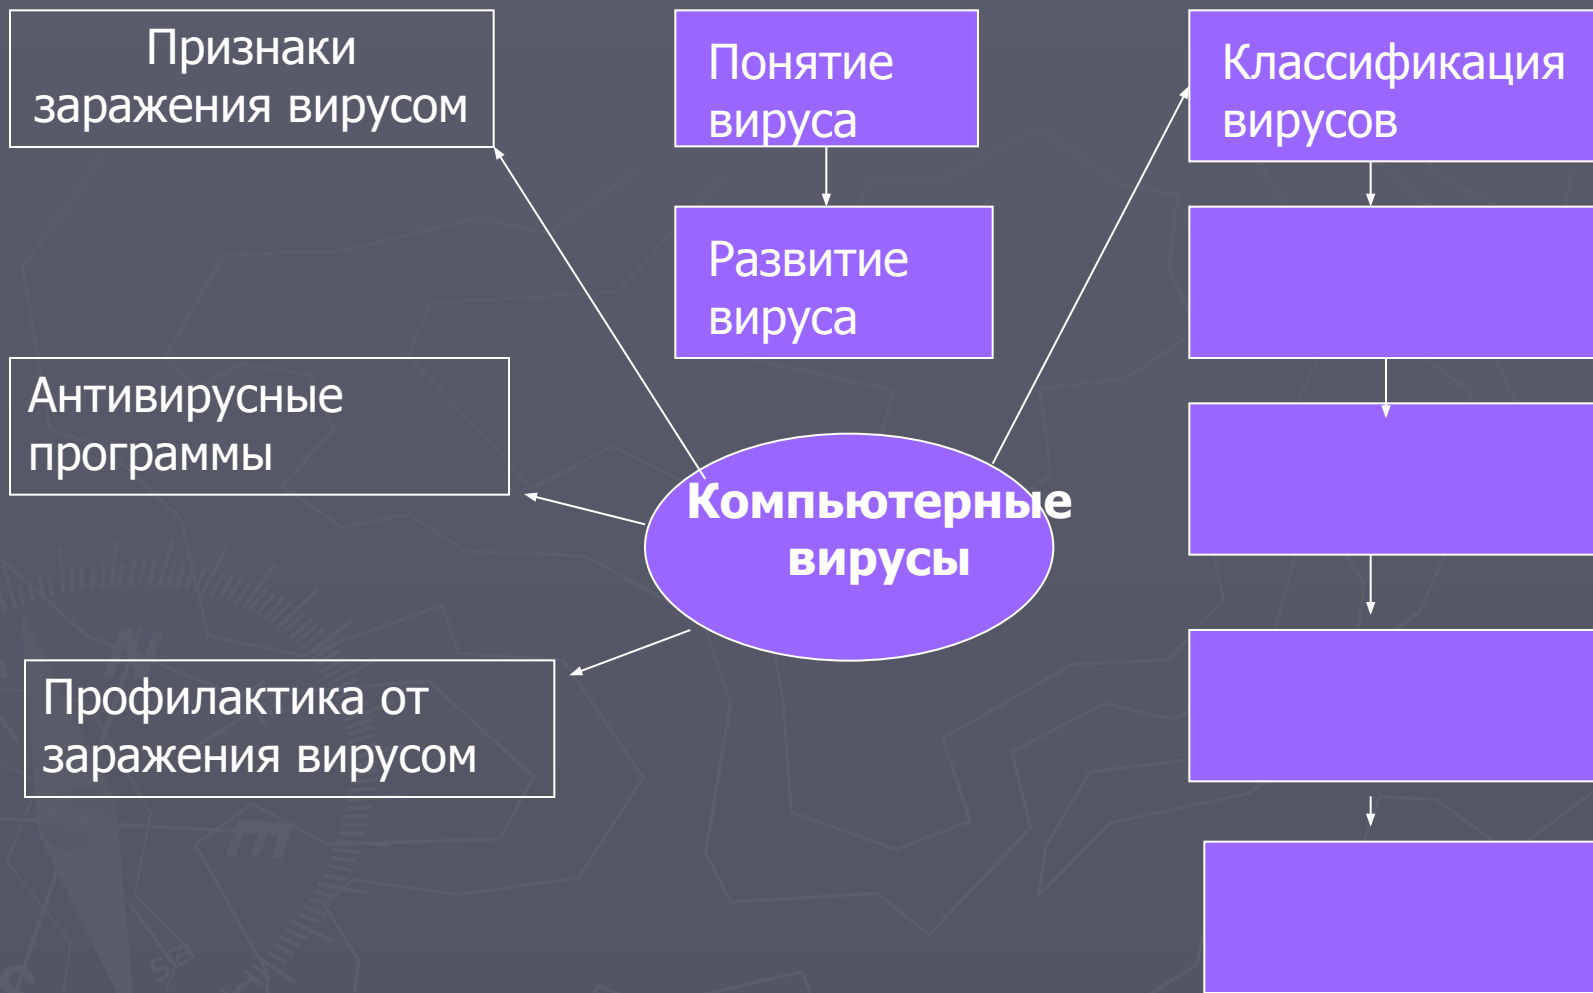 Признаки
заражения вирусом
Понятие
вируса
Классификация
вирусов
Развитие
вируса
Антивирусные
программы
Компьютерные
вирусы
Профилактика от
заражения вирусом
N
E
S